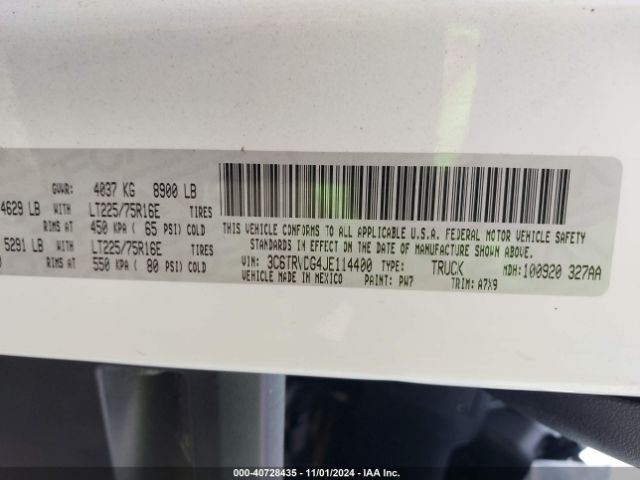 GVWR: 4037 KG 8900 LB
4629 LB WITH LT225/75R16E TIRES
RIMS AT 450 KPA ( 65 PSI) COLD
5291 LB WITH LT225/75R16E TIRES
RIMS AT 550 KPA ( 80 PSI) COLD
THIS VEHICLE CONFORMS TO ALL APPLICABLE U.S.A. FEDERAL MOTOR VEHICLE SAFETY
STANDARDS IN EFFECT ON THE DATE OF MANUFACTURE SHOWN ABOVE.
VIN: 3C6TRVCG4JE114400 TYPE: TRUCK MDH:100920 327AA
VEHICLE MADE IN MEXICO PAINT: PW7 TRIM: A7X9
000-40728435 - 11/01/2024 - IAA Inc.